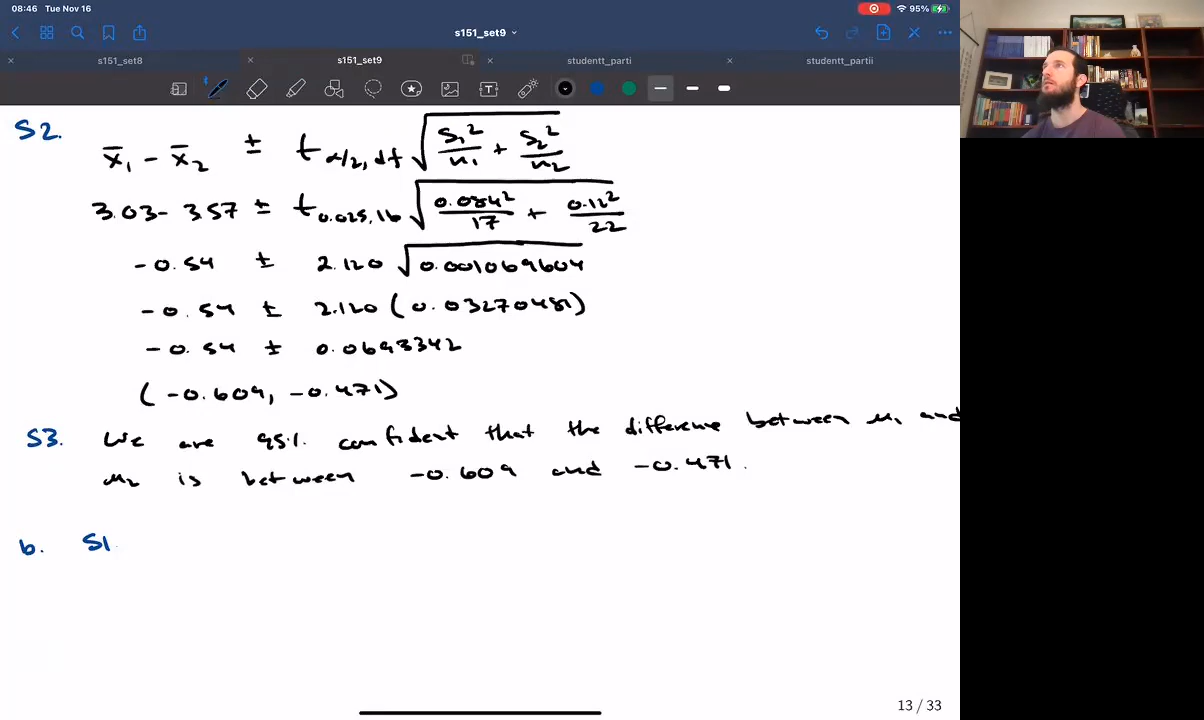 08:46 Tue Nov 16
95%
s151_set9
s151_set8
s151_set9
studentt_parti
studentt_partii
S2.
x̄₁ - x̄₂ ± t α/2, df √(S₁²/n₁ + S₂²/n₂)
3.03 - 3.57 ± t 0.025, 16 √(0.084²/17 + 0.12²/22)
-0.54 ± 2.120 √0.001069604
-0.54 ± 2.120 (0.03270481)
-0.54 ± 0.0693342
(-0.609, -0.471)
S3. We are 95% confident that the difference between μ₁ and
μ₂ is between -0.609 and -0.471.
b. S1.
13 / 33